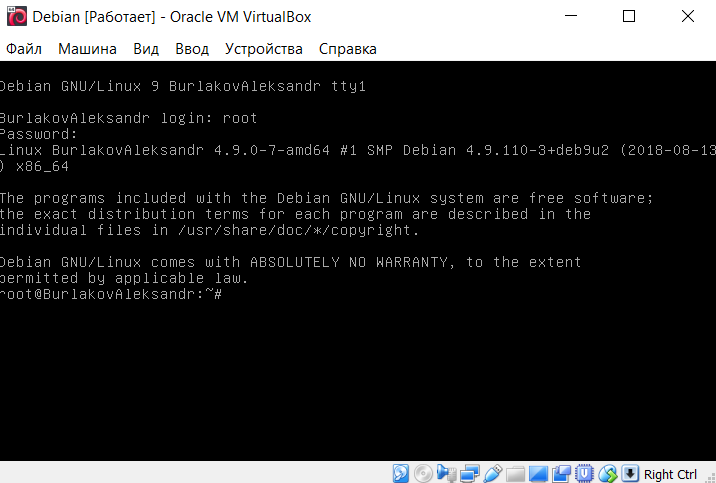 Debian [Работает] - Oracle VM VirtualBox
Файл Машина Вид Ввод Устройства Справка
Debian GNU/Linux 9 BurlakovAleksandr tty1
BurlakovAleksandr login: root
Password:
Linux BurlakovAleksandr 4.9.0-7-amd64 #1 SMP Debian 4.9.110-3+deb9u2 (2018-08-13
) x86_64
The programs included with the Debian GNU/Linux system are free software;
the exact distribution terms for each program are described in the
individual files in /usr/share/doc/*/copyright.
Debian GNU/Linux comes with ABSOLUTELY NO WARRANTY, to the extent
permitted by applicable law.
root@BurlakovAleksandr:~#
Right Ctrl